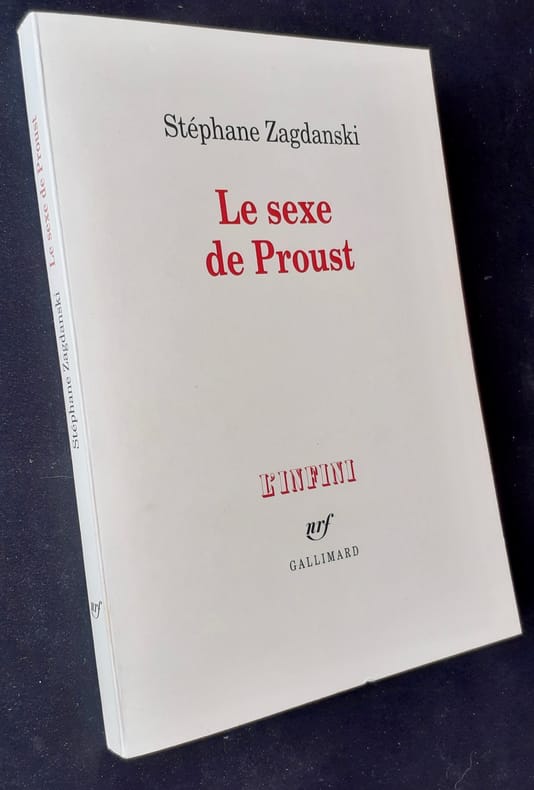 Stéphane Zagdanski
Le sexe
de Proust
L'INFINI
nrf
GALLIMARD
Le sexe de Proust
Stéphane Zagdanski
nrf